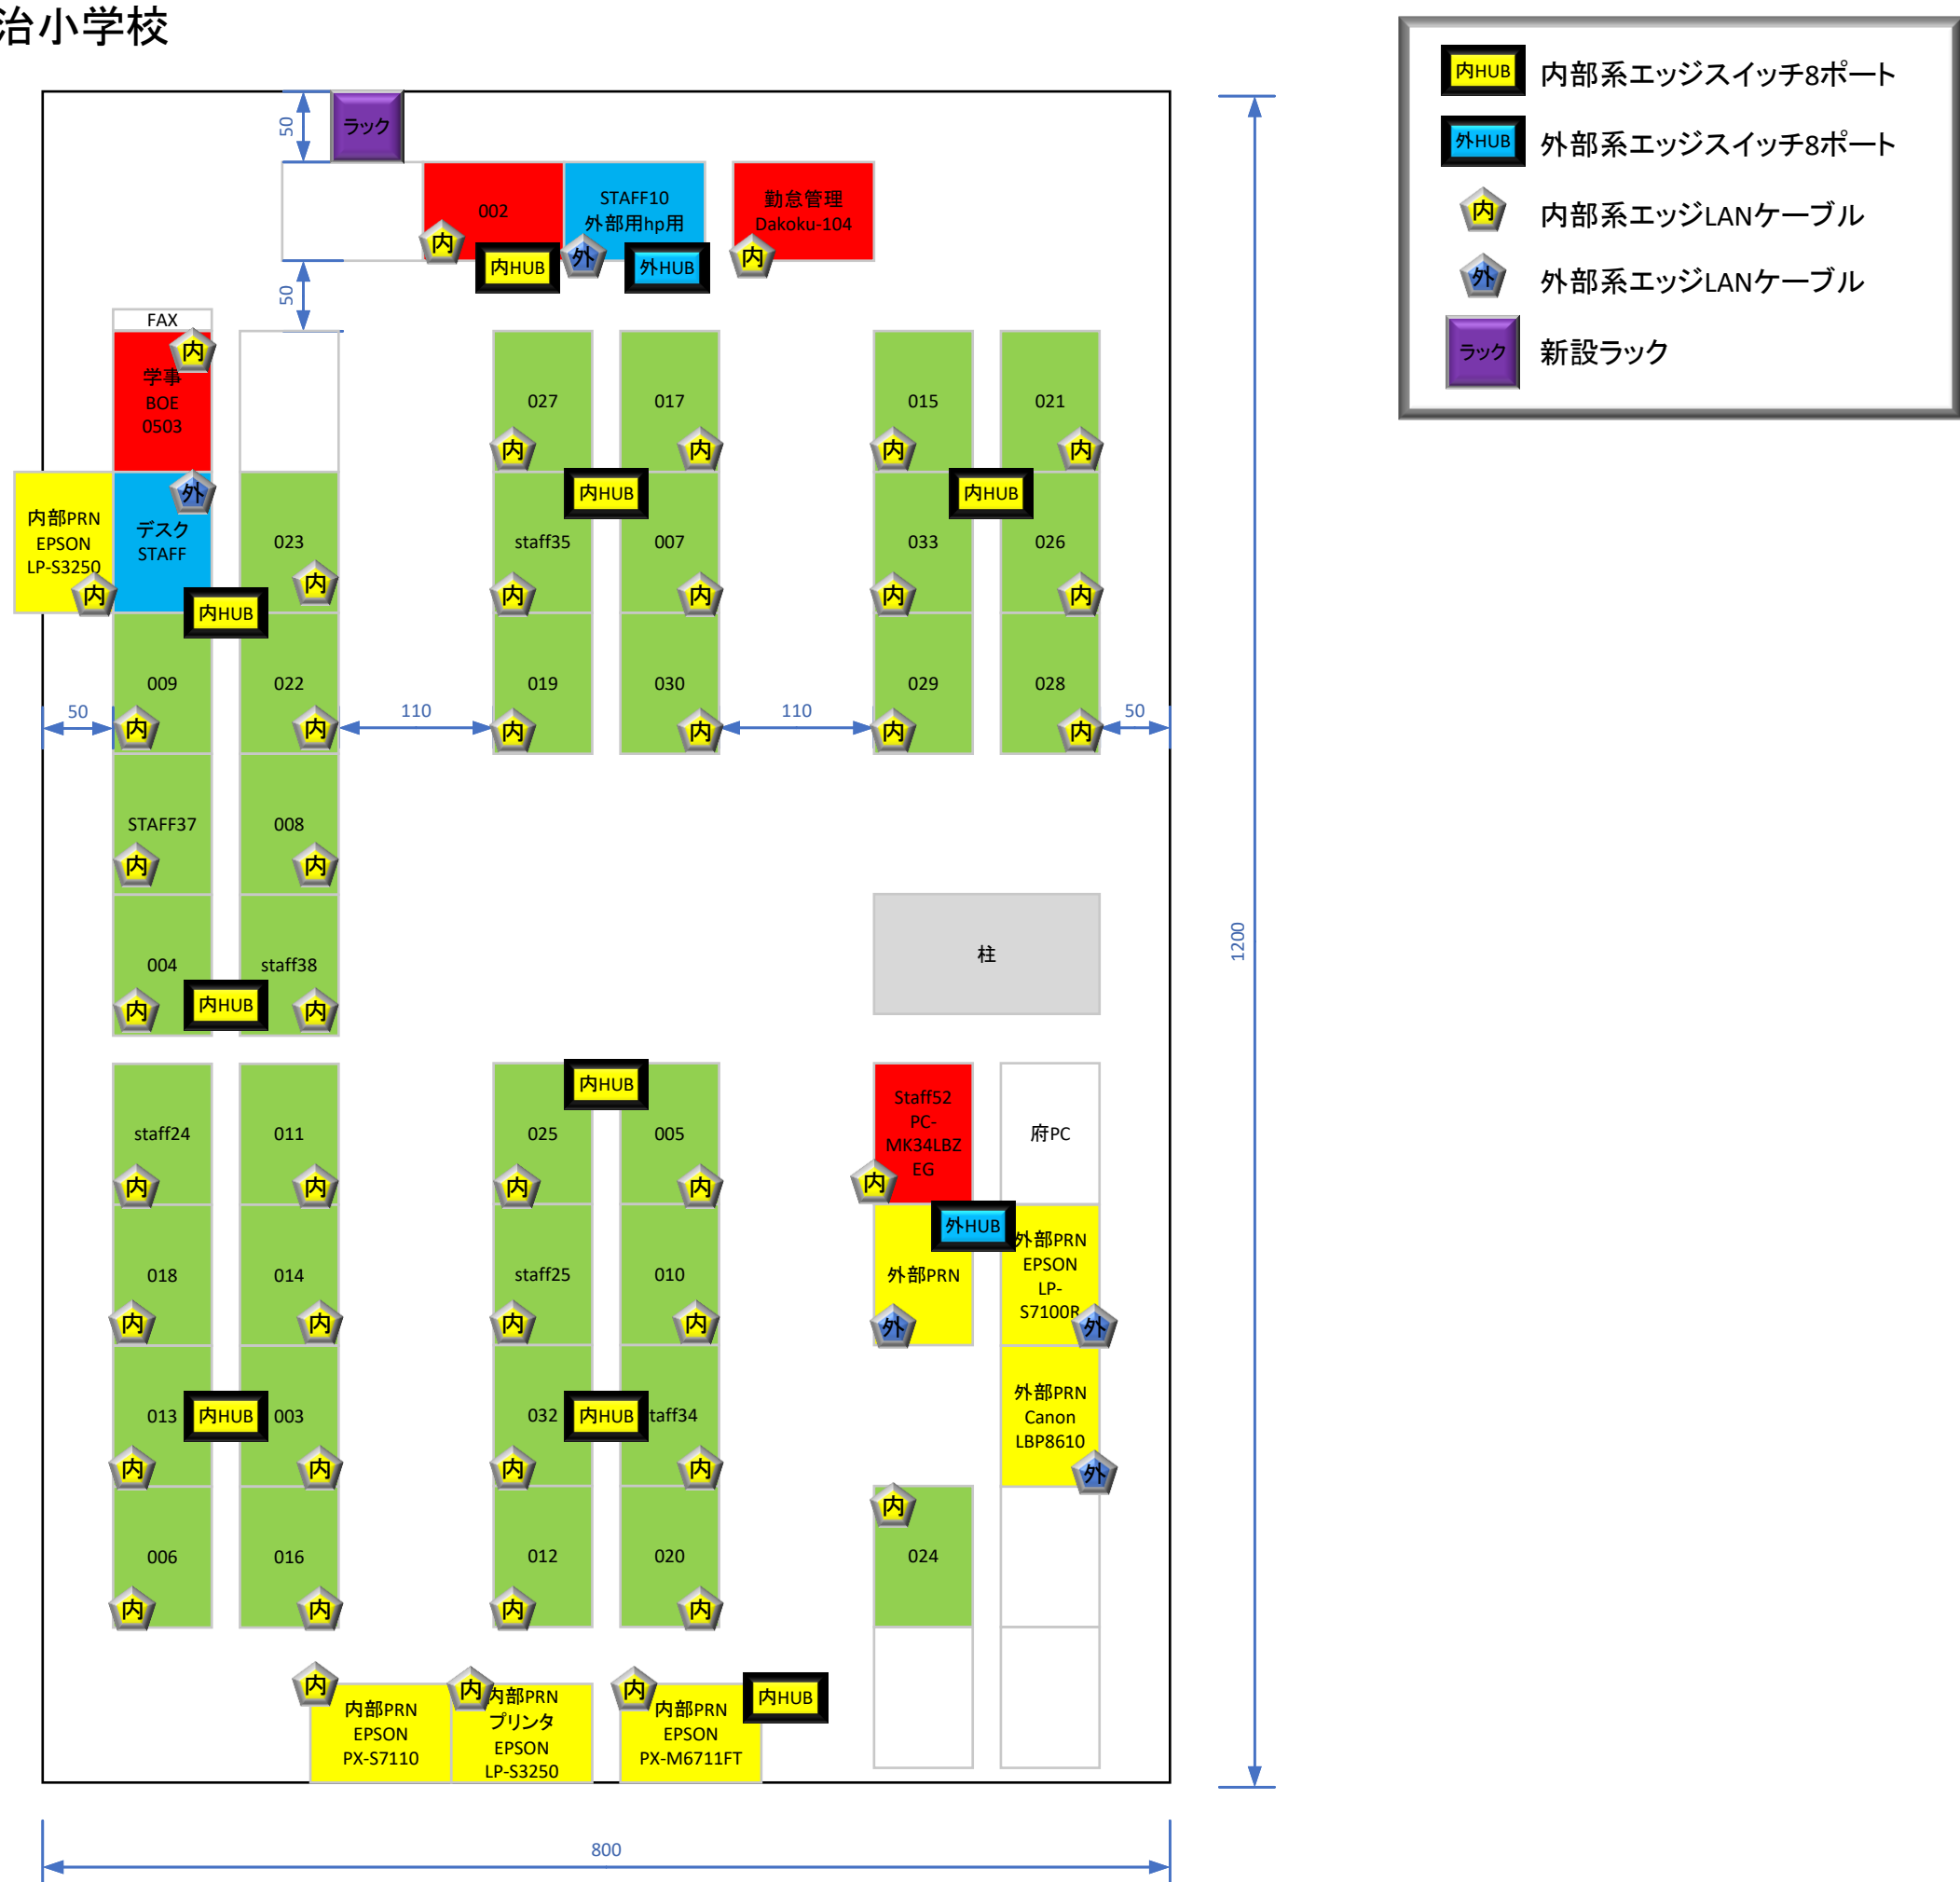 治小学校
内HUB 内部系エッジスイッチ8ポート
外HUB 外部系エッジスイッチ8ポート
内 内部系エッジLANケーブル
外 外部系エッジLANケーブル
ラック 新設ラック
ラック
50
002
内
内HUB
STAFF10
外部用hp用
外
外HUB
勤怠管理
Dakoku-104
内
50
FAX
学事
BOE
0503
内
内部PRN
EPSON
LP-S3250
内
デスク
STAFF
外
023
内
内HUB
009
内
022
内
STAFF37
内
008
内
004
内
staff38
内
内HUB
027
内
017
内
内HUB
staff35
内
007
内
019
内
030
内
015
内
021
内
内HUB
033
内
026
内
029
内
028
内
50
110
110
50
柱
1200
staff24
内
011
内
018
内
014
内
013
内
内HUB
003
内
006
内
016
内
内HUB
025
内
005
内
staff25
内
010
内
032
内
内HUB
taff34
内
012
内
020
内
Staff52
PC-
MK34LBZ
EG
内
府PC
外HUB
外部PRN
外
外部PRN
EPSON
LP-
S7100R
外
外部PRN
Canon
LBP8610
外
内
024
内
内部PRN
EPSON
PX-S7110
内
内部PRN
プリンタ
EPSON
LP-S3250
内
内部PRN
EPSON
PX-M6711FT
内HUB
800